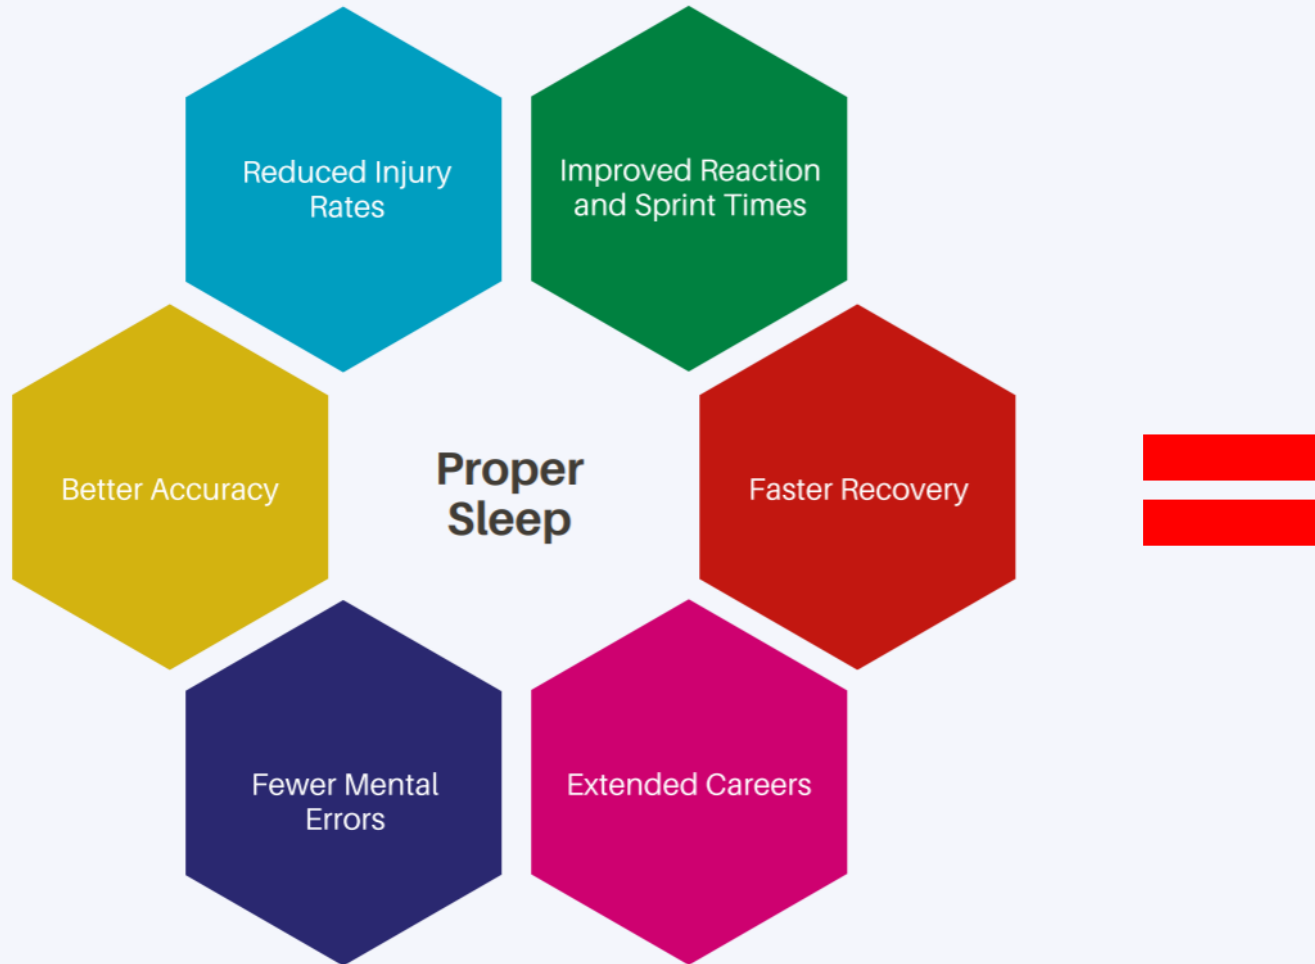 Reduced Injury
Rates
Improved Reaction
and Sprint Times
Better Accuracy
Proper
Sleep
Faster Recovery
Fewer Mental
Errors
Extended Careers